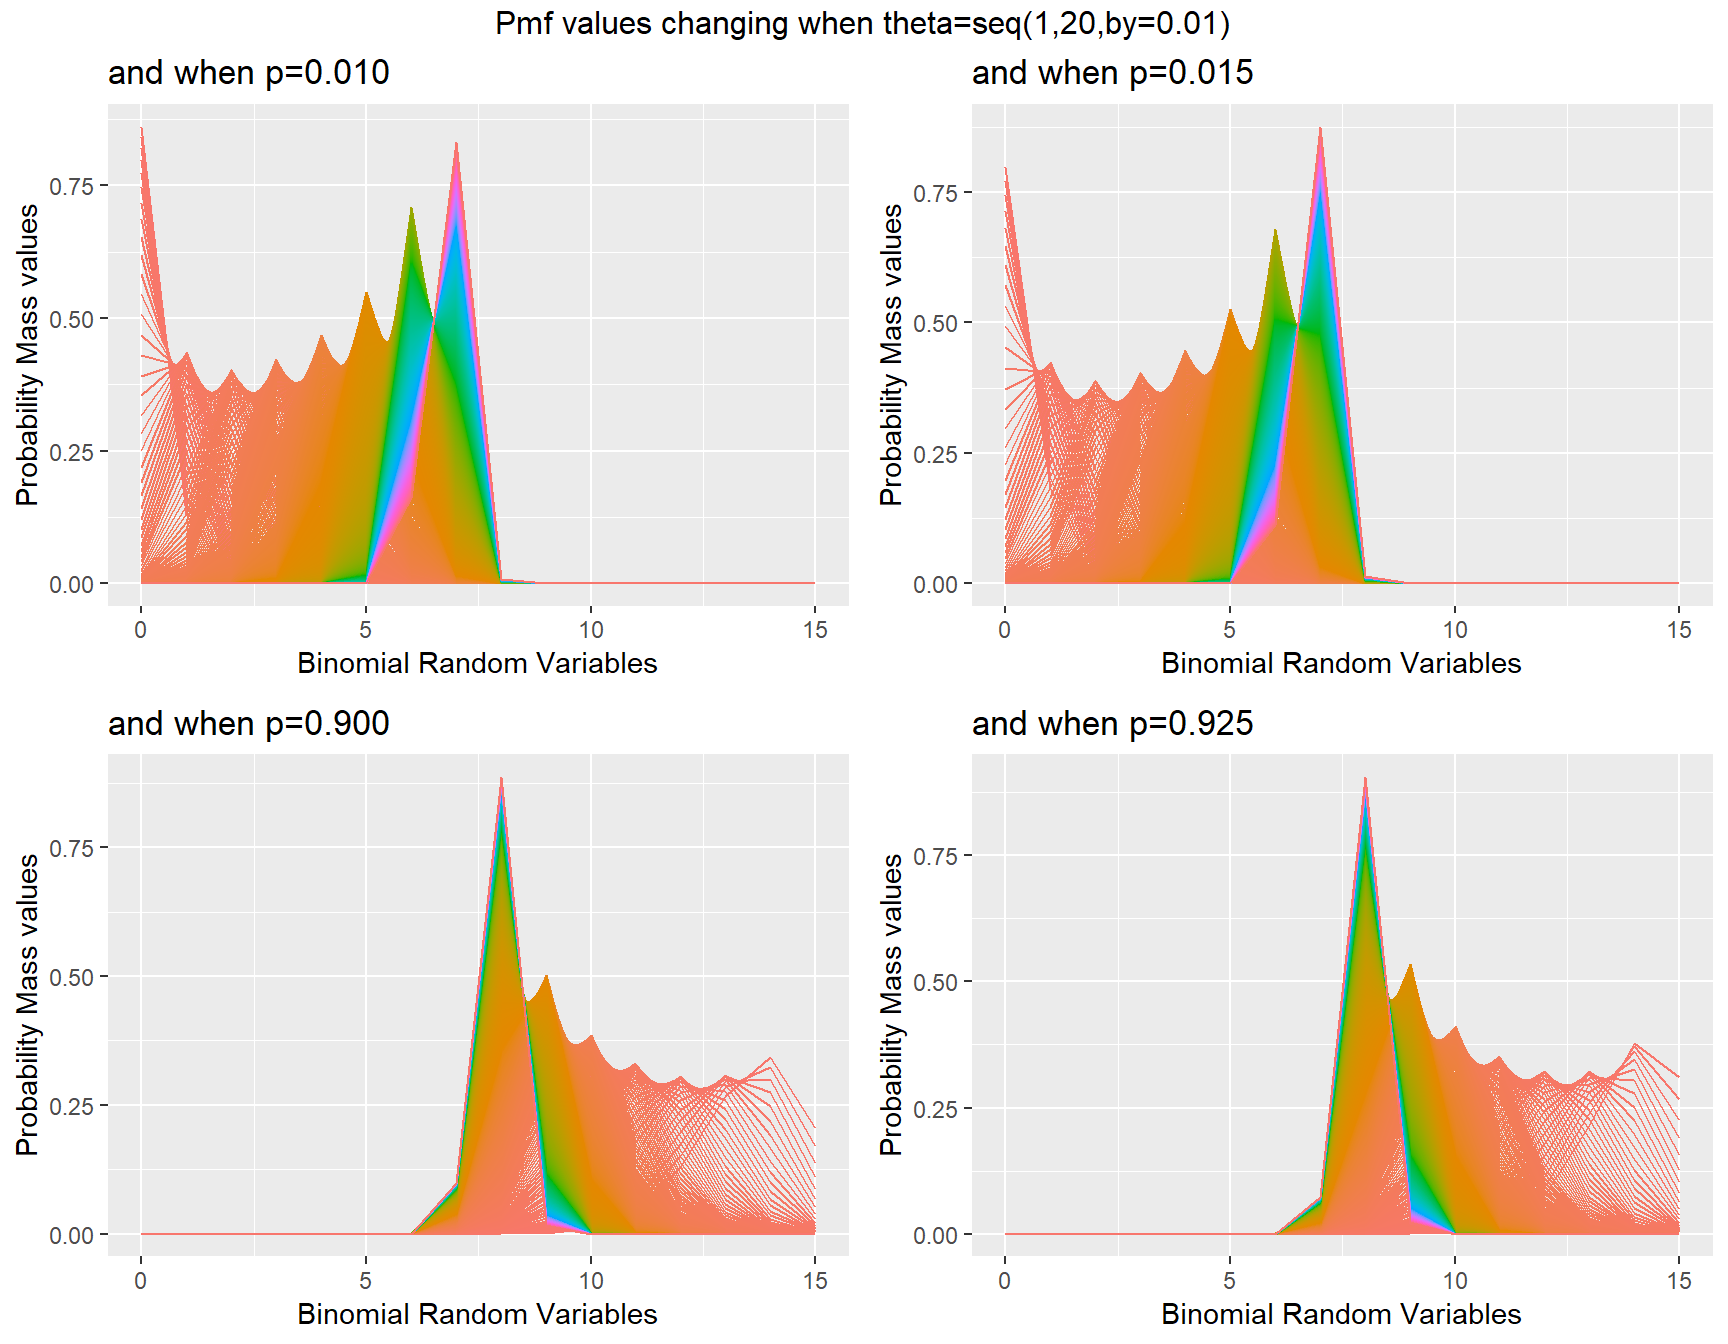 Pmf values changing when theta=seq(1,20,by=0.01)
and when p=0.010
Probability Mass values
0.75
0.50
0.25
0.00
0 5 10 15
Binomial Random Variables
and when p=0.015
Probability Mass values
0.75
0.50
0.25
0.00
0 5 10 15
Binomial Random Variables
and when p=0.900
Probability Mass values
0.75
0.50
0.25
0.00
0 5 10 15
Binomial Random Variables
and when p=0.925
Probability Mass values
0.75
0.50
0.25
0.00
0 5 10 15
Binomial Random Variables